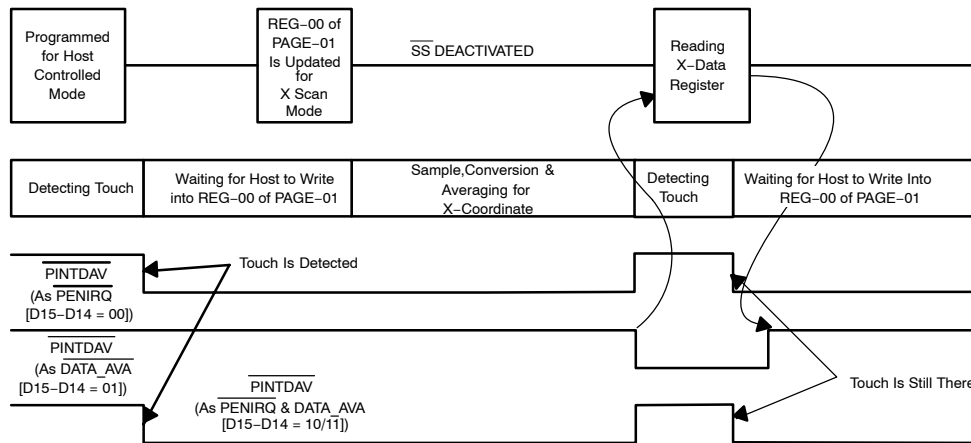 Programmed
for Host
Controlled
Mode
REG−00 of
PAGE−01
Is Updated
for
X Scan
Mode
SS DEACTIVATED
Reading
X−Data
Register
Detecting Touch
Waiting for Host to Write
into REG−00 of PAGE−01
Sample,Conversion &
Averaging for
X−Coordinate
Detecting
Touch
Waiting for Host to Write Into
REG−00 of PAGE−01
PINTDAV
(As PENIRQ
[D15−D14 = 00])
Touch Is Detected
PINTDAV
(As DATA_AVA
[D15−D14 = 01])
PINTDAV
(As PENIRQ & DATA_AVA
[D15−D14 = 10/11])
Touch Is Still There